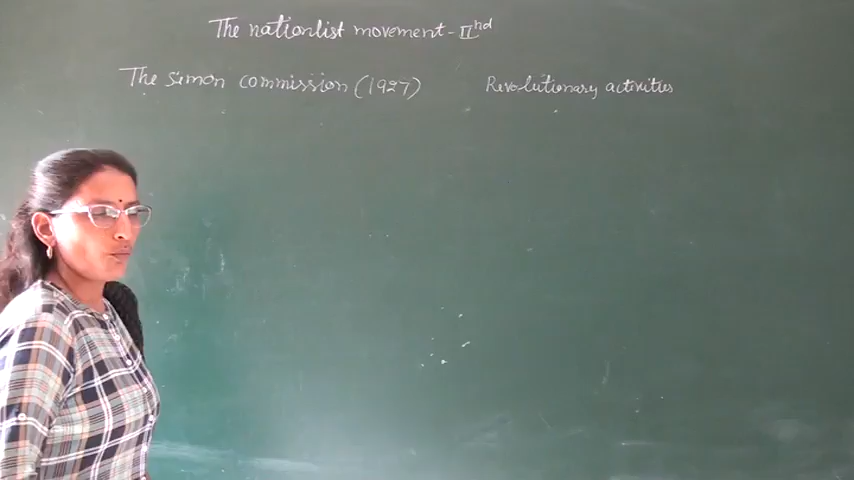 The nationlist movement - IInd
The Simon commission (1927)
Revolutionary activities